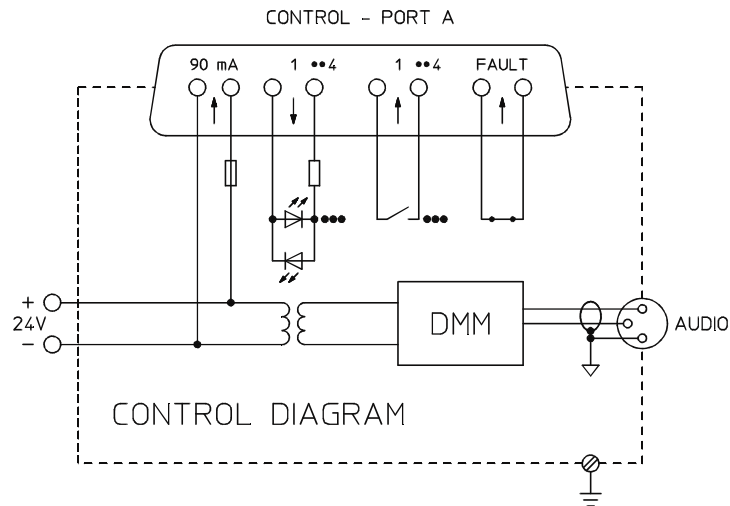 CONTROL - PORT A
90 mA 1 ••4 1 ••4 FAULT
+
24V
-
DMM
AUDIO
CONTROL DIAGRAM